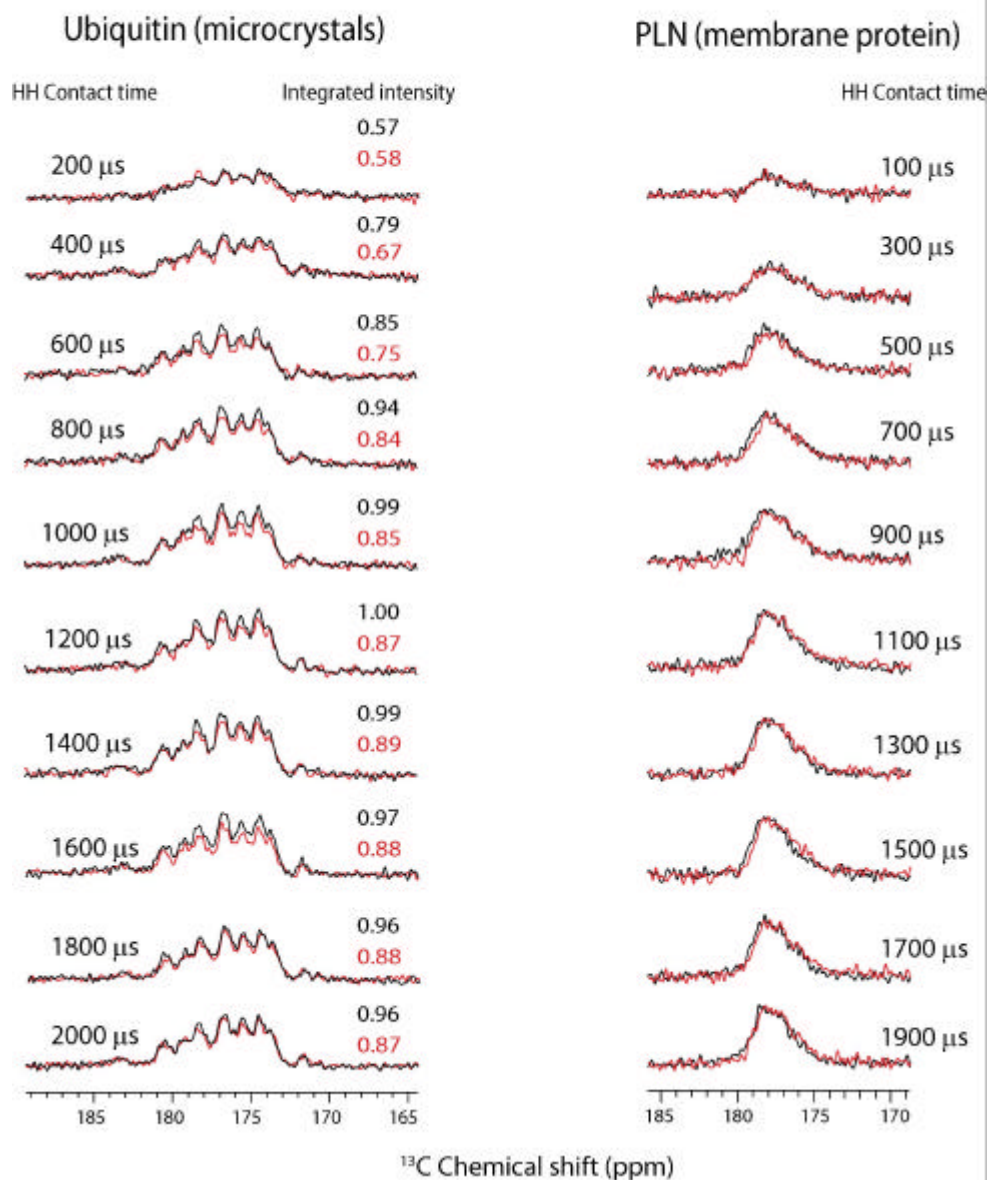 Ubiquitin (microcrystals)
PLN (membrane protein)
HH Contact time
Integrated intensity
HH Contact time
200 μs
0.57
0.58
100 μs
400 μs
0.79
0.67
300 μs
600 μs
0.85
0.75
500 μs
800 μs
0.94
0.84
700 μs
1000 μs
0.99
0.85
900 μs
1200 μs
1.00
0.87
1100 μs
1400 μs
0.99
0.89
1300 μs
1600 μs
0.97
0.88
1500 μs
1800 μs
0.96
0.88
1700 μs
2000 μs
0.96
0.87
1900 μs
185 180 175 170 165
185 180 175 170
¹³C Chemical shift (ppm)